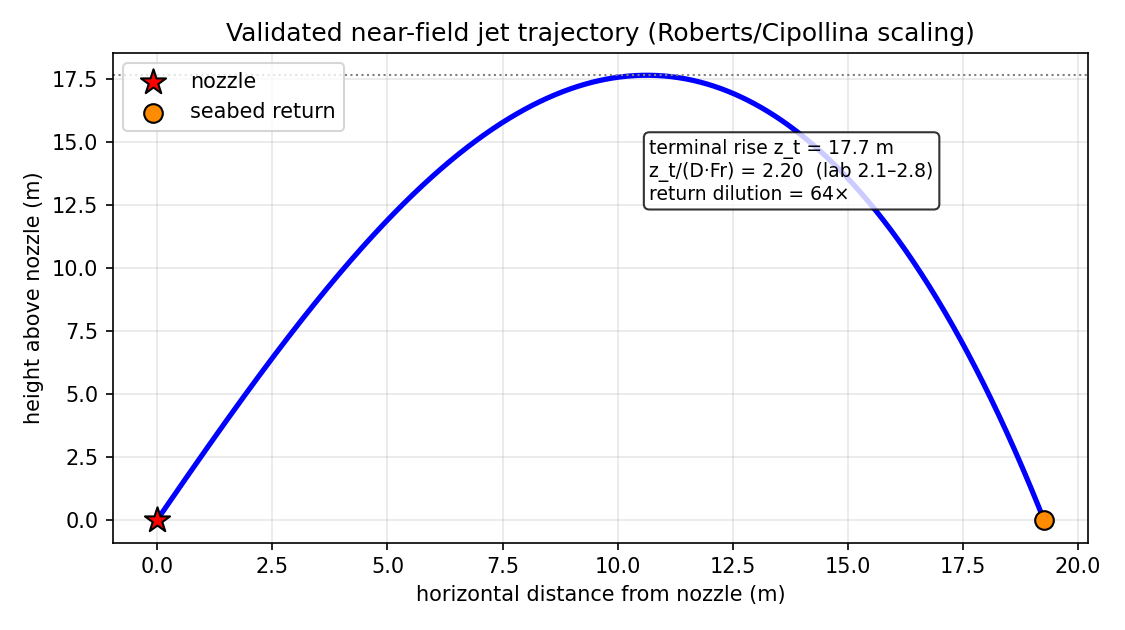 Validated near-field jet trajectory (Roberts/Cipollina scaling)
nozzle
seabed return
terminal rise z_t = 17.7 m
z_t/(D·Fr) = 2.20  (lab 2.1–2.8)
return dilution = 64×
height above nozzle (m)
17.5
15.0
12.5
10.0
7.5
5.0
2.5
0.0
0.0 2.5 5.0 7.5 10.0 12.5 15.0 17.5 20.0
horizontal distance from nozzle (m)